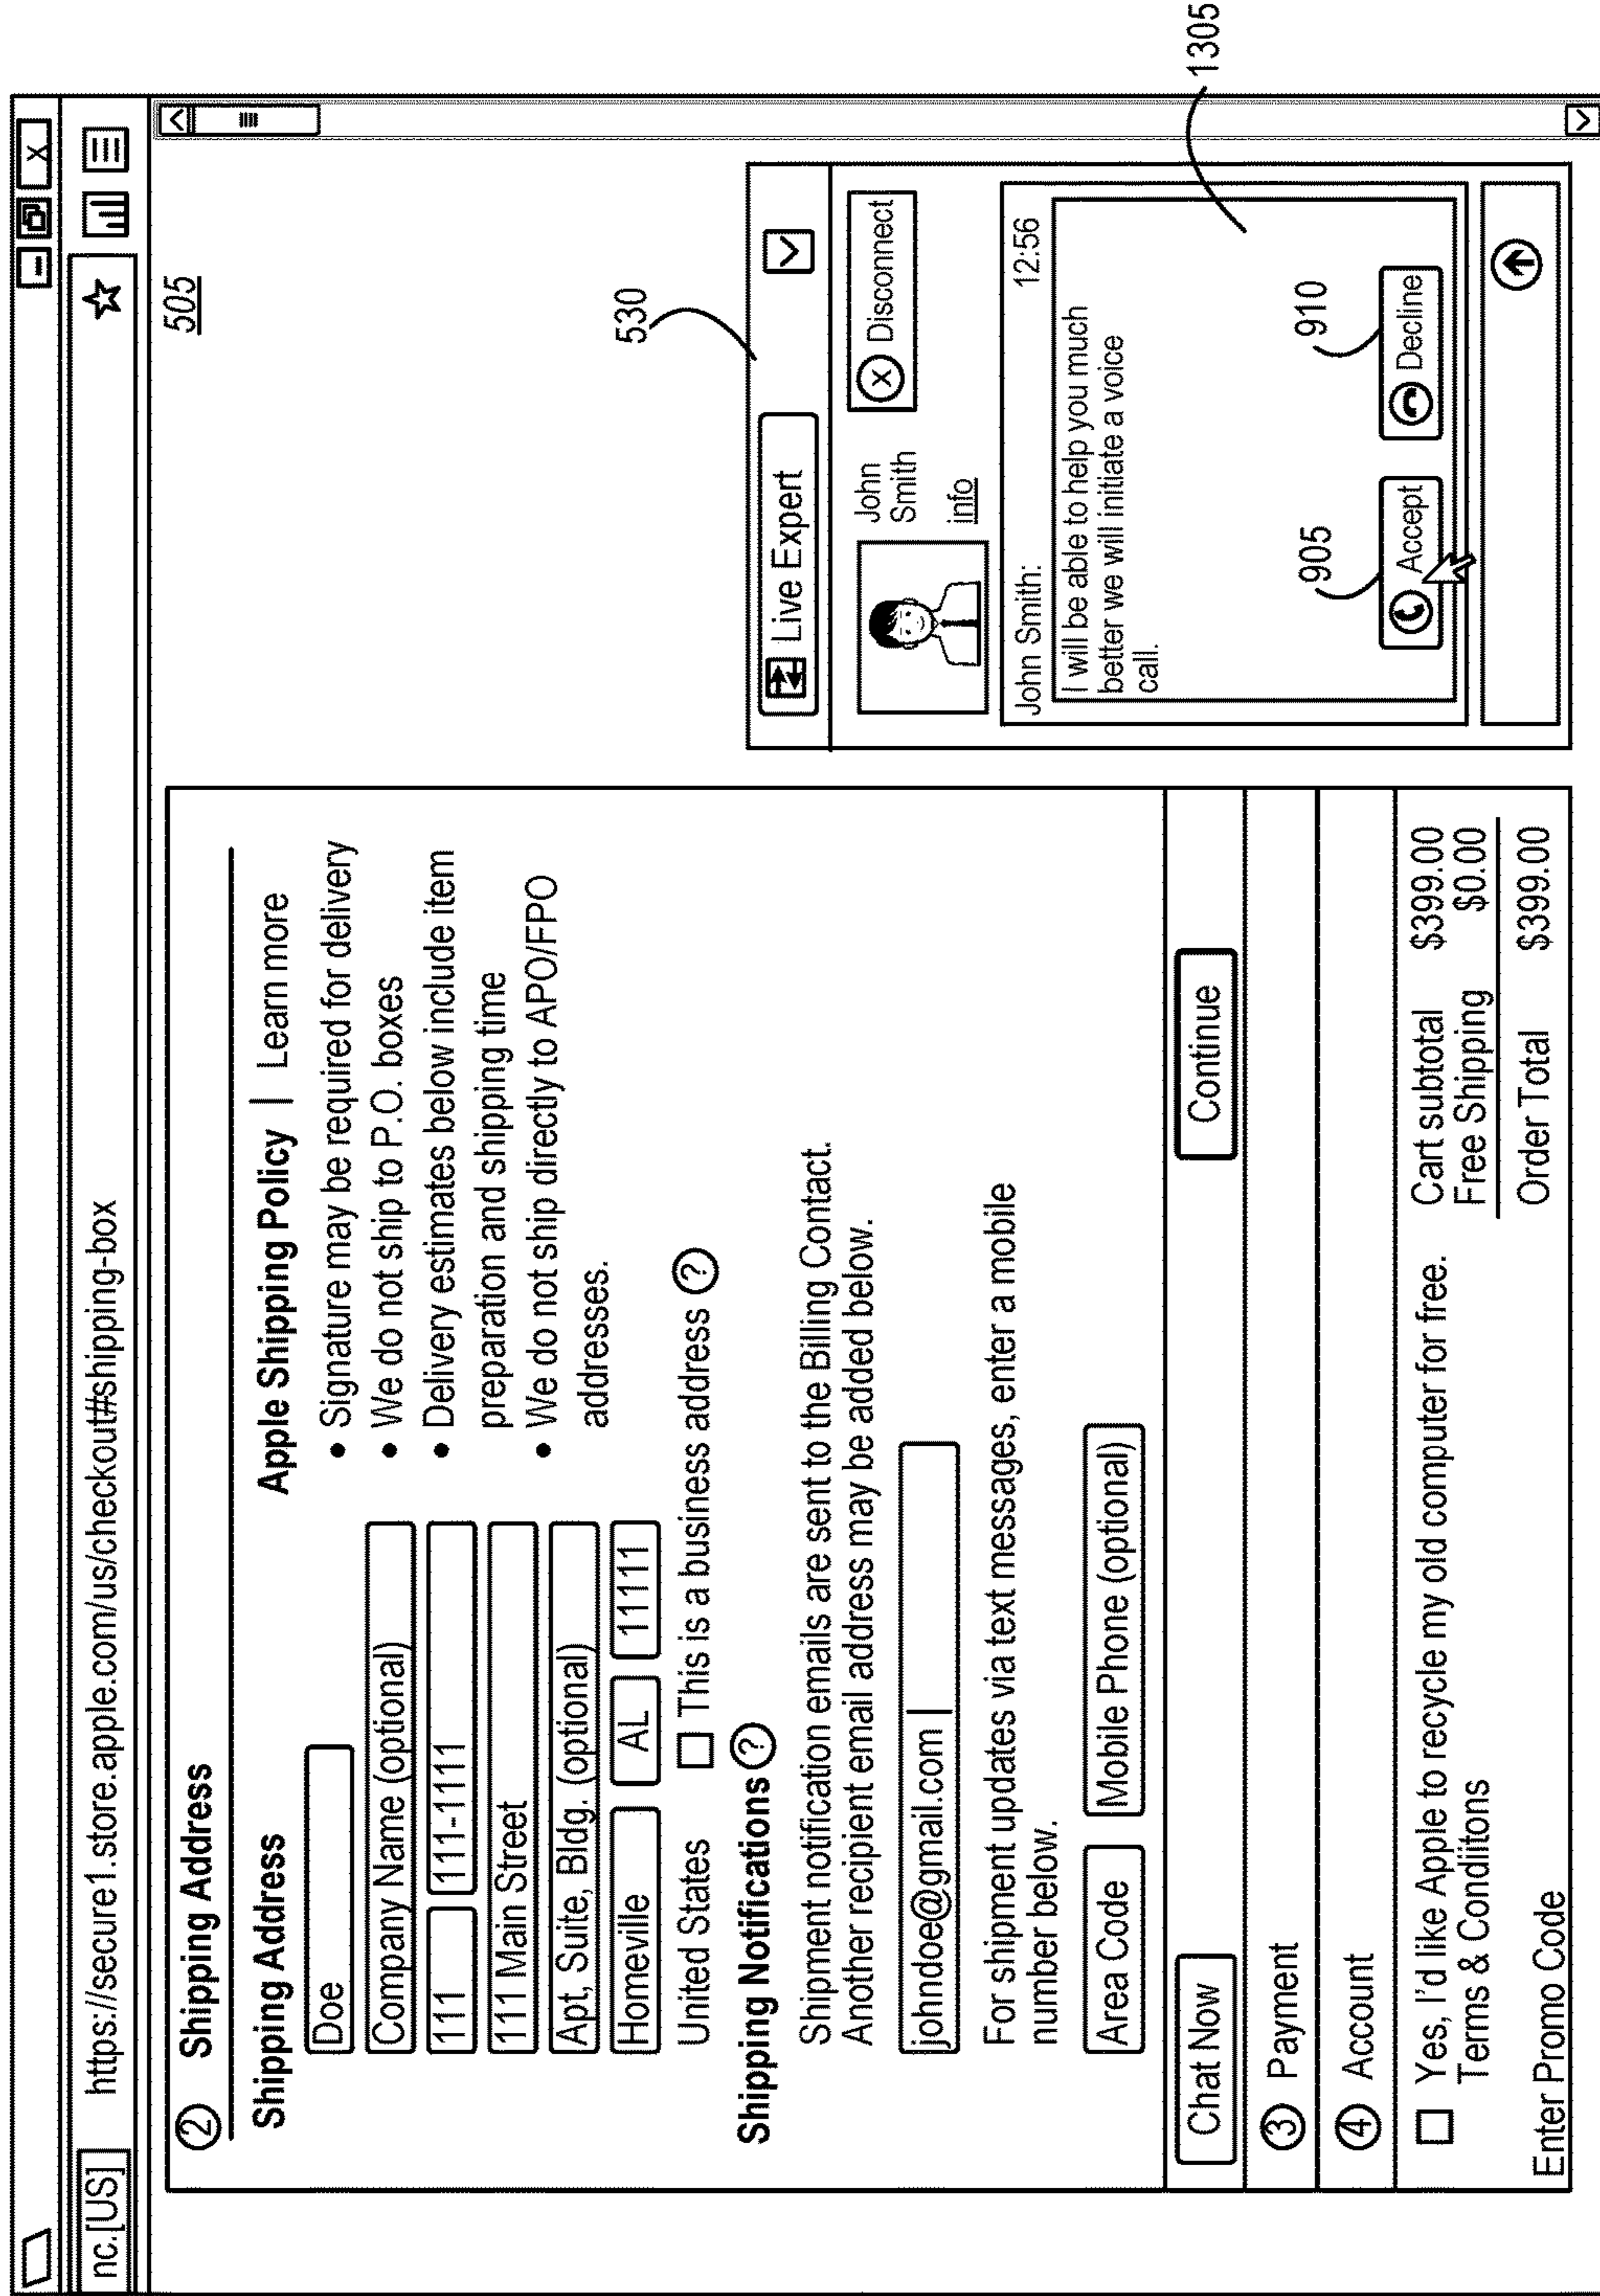 X
nc.[US] https://secure1.store.apple.com/us/checkout#shipping-box
505
2 Shipping Address
Shipping Address
Doe
Company Name (optional)
111 111-1111
111 Main Street
Apt, Suite, Bldg. (optional)
Homeville AL 11111
United States This is a business address ?
Apple Shipping Policy | Learn more
• Signature may be required for delivery
• We do not ship to P.O. boxes
• Delivery estimates below include item
preparation and shipping time
• We do not ship directly to APO/FPO
addresses.
Shipping Notifications ?
Shipment notification emails are sent to the Billing Contact.
Another recipient email address may be added below.
johndoe@gmail.com
For shipment updates via text messages, enter a mobile
number below.
Area Code Mobile Phone (optional)
Chat Now Continue
3 Payment
4 Account
Yes, I'd like Apple to recycle my old computer for free.
Terms & Conditons
Enter Promo Code
Cart subtotal $399.00
Free Shipping $0.00
Order Total $399.00
530
Live Expert
John
Smith
info
X Disconnect
John Smith: 12:56
I will be able to help you much
better we will initiate a voice
call.
905
910
Accept Decline
1305